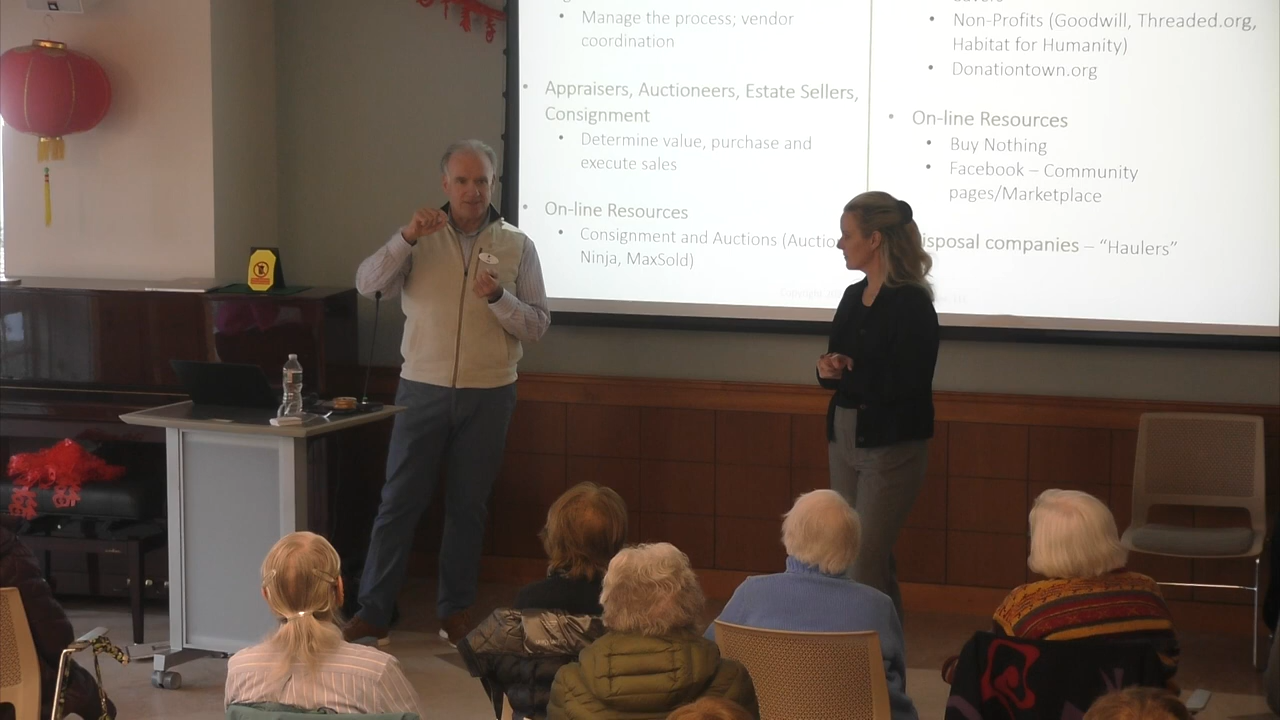 • Manage the process; vendor
coordination
• Appraisers, Auctioneers, Estate Sellers,
Consignment
• Determine value, purchase and
execute sales
• On-line Resources
• Consignment and Auctions (Auctio
Ninja, MaxSold)
• Non-Profits (Goodwill, Threaded.org,
Habitat for Humanity)
• Donationtown.org
• On-line Resources
• Buy Nothing
• Facebook – Community
pages/Marketplace
isposal companies – “Haulers”